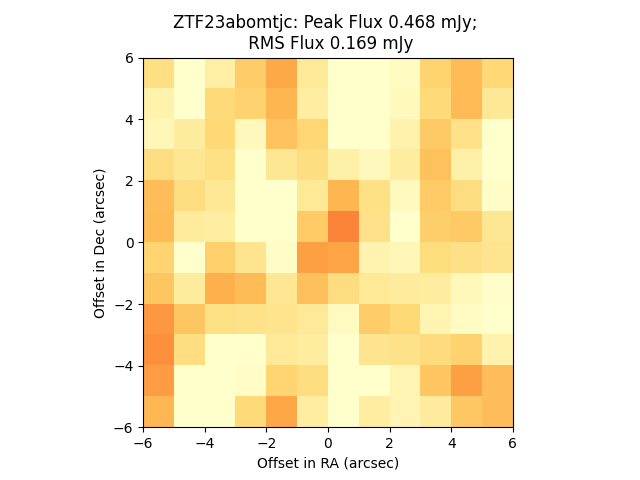 ZTF23abomtjc: Peak Flux 0.468 mJy;
RMS Flux 0.169 mJy
6
4
2
0
−2
−4
−6
Offset in Dec (arcsec)
−6 −4 −2 0 2 4 6
Offset in RA (arcsec)